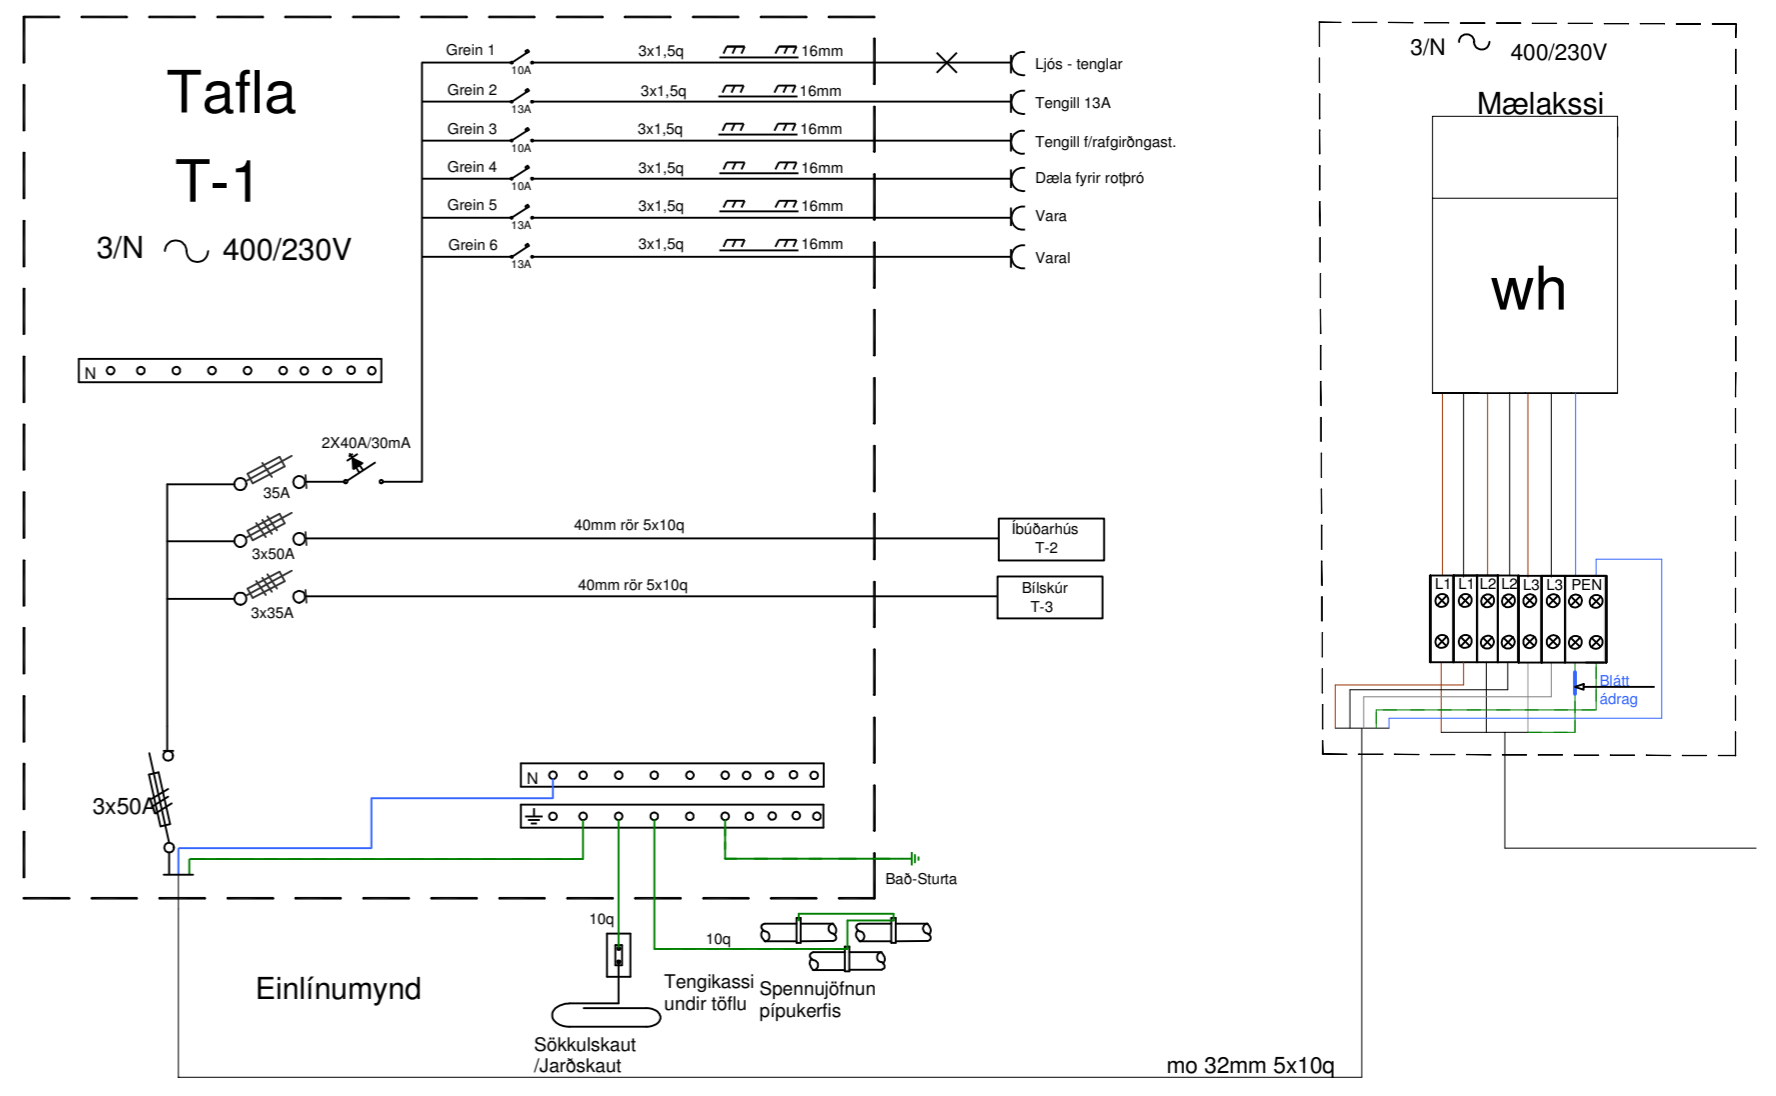 Tafla
T-1
3/N 400/230V
Grein 1 10A 3x1,5q 16mm Ljós - tenglar
Grein 2 13A 3x1,5q 16mm Tengill 13A
Grein 3 10A 3x1,5q 16mm Tengill f/rafgirðngast.
Grein 4 10A 3x1,5q 16mm Dæla fyrir rotþró
Grein 5 13A 3x1,5q 16mm Vara
Grein 6 13A 3x1,5q 16mm Varal
N
2X40A/30mA
35A
3x50A
40mm rör 5x10q
Íbúðarhús
T-2
3x35A
40mm rör 5x10q
Bílskúr
T-3
3x50A
N
Bað-Sturta
10q
10q
Einlínumynd
Tengikassi
undir töflu
Spennujöfnun
pípukerfis
Sökkulskaut
/Jarðskaut
mo 32mm 5x10q
3/N 400/230V
Mælakssi
wh
L1 L1 L2 L2 L3 L3 PEN
Blátt
ádrag